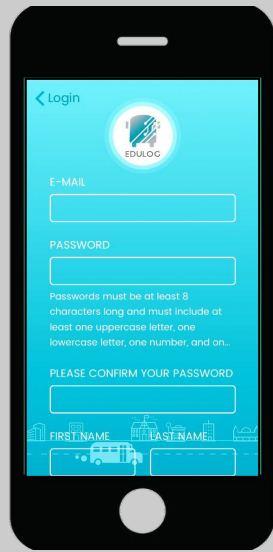 Login
EDULOG
E-MAIL
PASSWORD
Passwords must be at least 8
characters long and must include at
least one uppercase letter, one
lowercase letter, one number, and on...
PLEASE CONFIRM YOUR PASSWORD
FIRST NAME LAST NAME